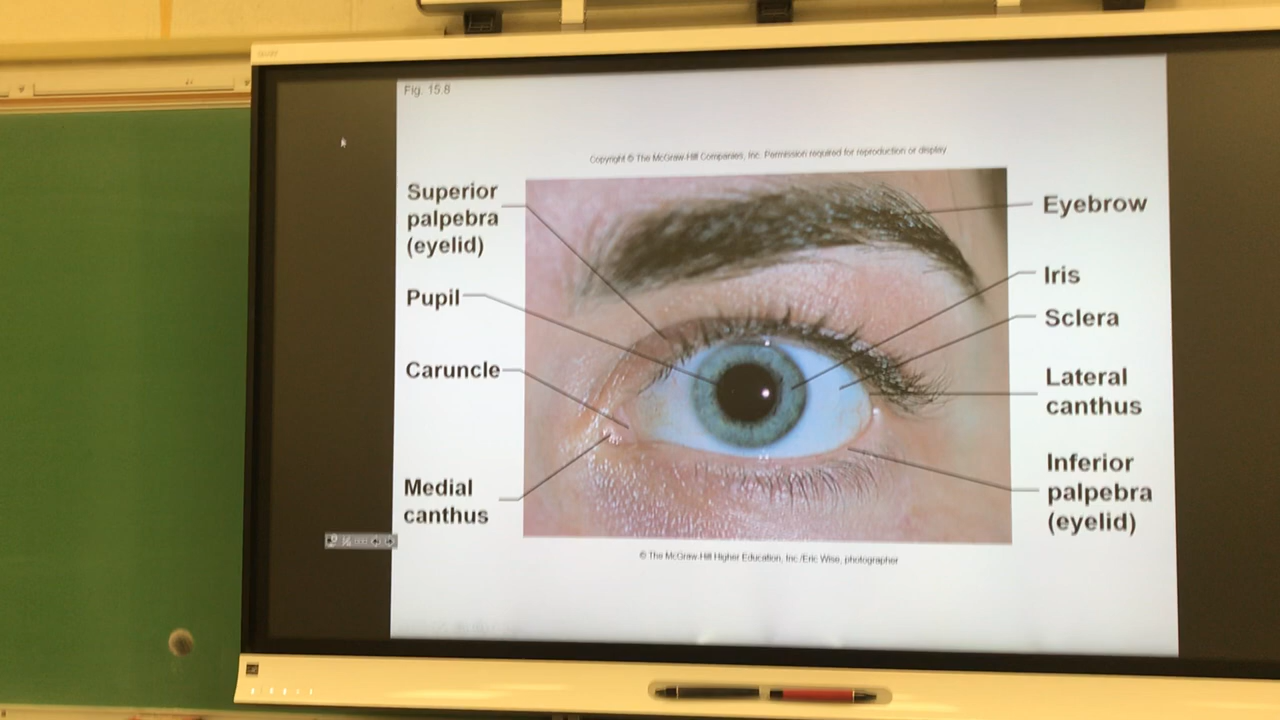 Fig. 15.8
Copyright © The McGraw-Hill Companies, Inc. Permission required for reproduction or display
Superior
palpebra
(eyelid)
Pupil
Caruncle
Medial
canthus
Eyebrow
Iris
Sclera
Lateral
canthus
Inferior
palpebra
(eyelid)
© The McGraw-Hill Higher Education, Inc./Eric Wise, photographer